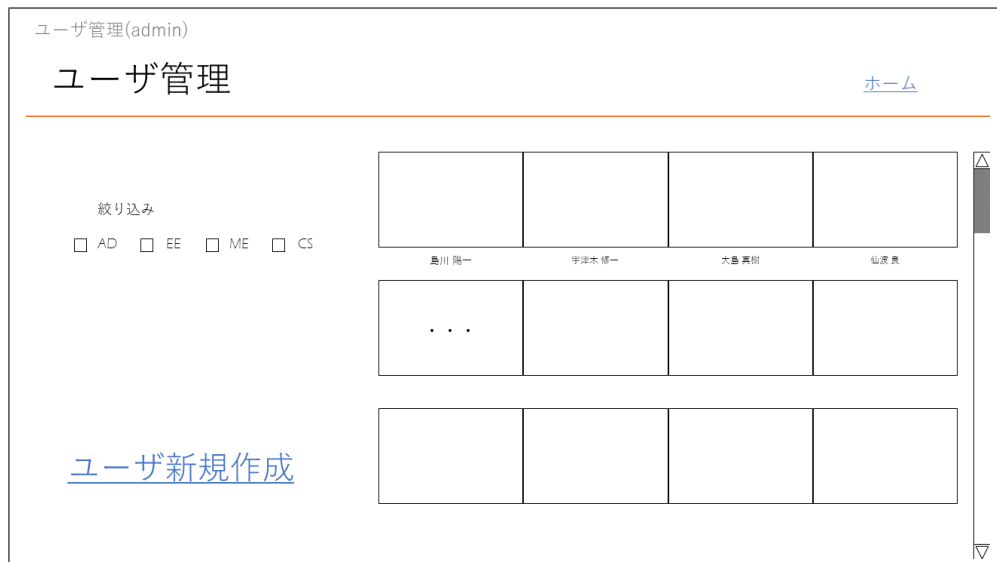 ユーザ管理(admin)
ユーザ管理
ホーム
絞り込み
AD EE ME CS
島川 陽一 宇津木 修一 大島 真樹 仙波 良
・・・
ユーザ新規作成